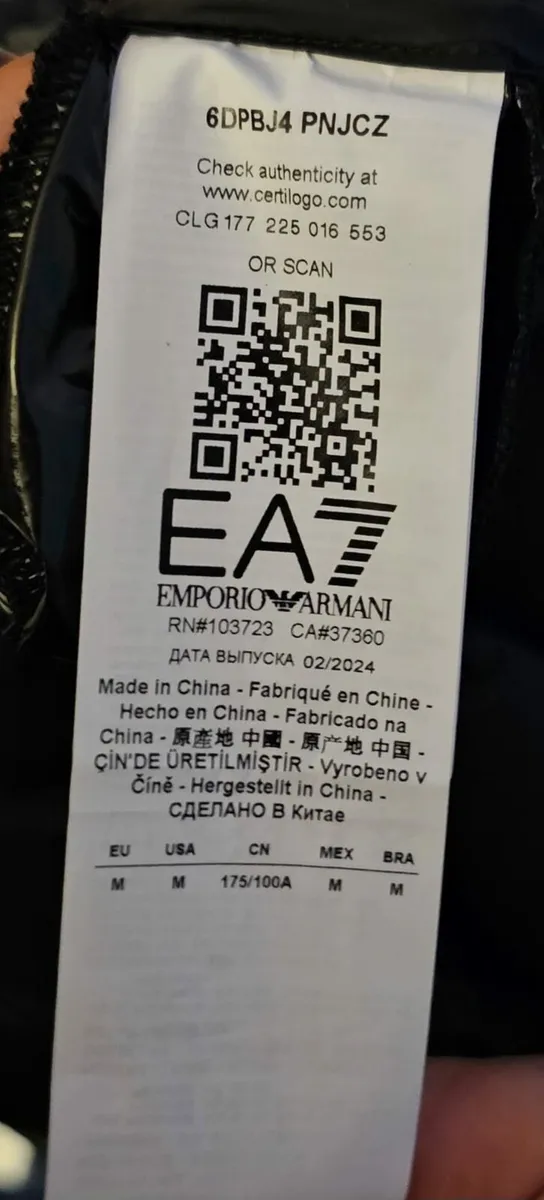 6DPBJ4 PNJCZ
Check authenticity at
www.certilogo.com
CLG 177 225 016 553
OR SCAN
EA7
EMPORIO ARMANI
RN#103723 CA#37360
ДАТА ВЫПУСКА 02/2024
Made in China - Fabriqué en Chine -
Hecho en China - Fabricado na
China - 原產地 中國 - 原产地 中国 -
ÇİN'DE ÜRETİLMİŞTİR - Vyrobeno v
Číně - Hergestellt in China -
СДЕЛАНО В Китае
EU USA CN MEX BRA
M M 175/100A M M